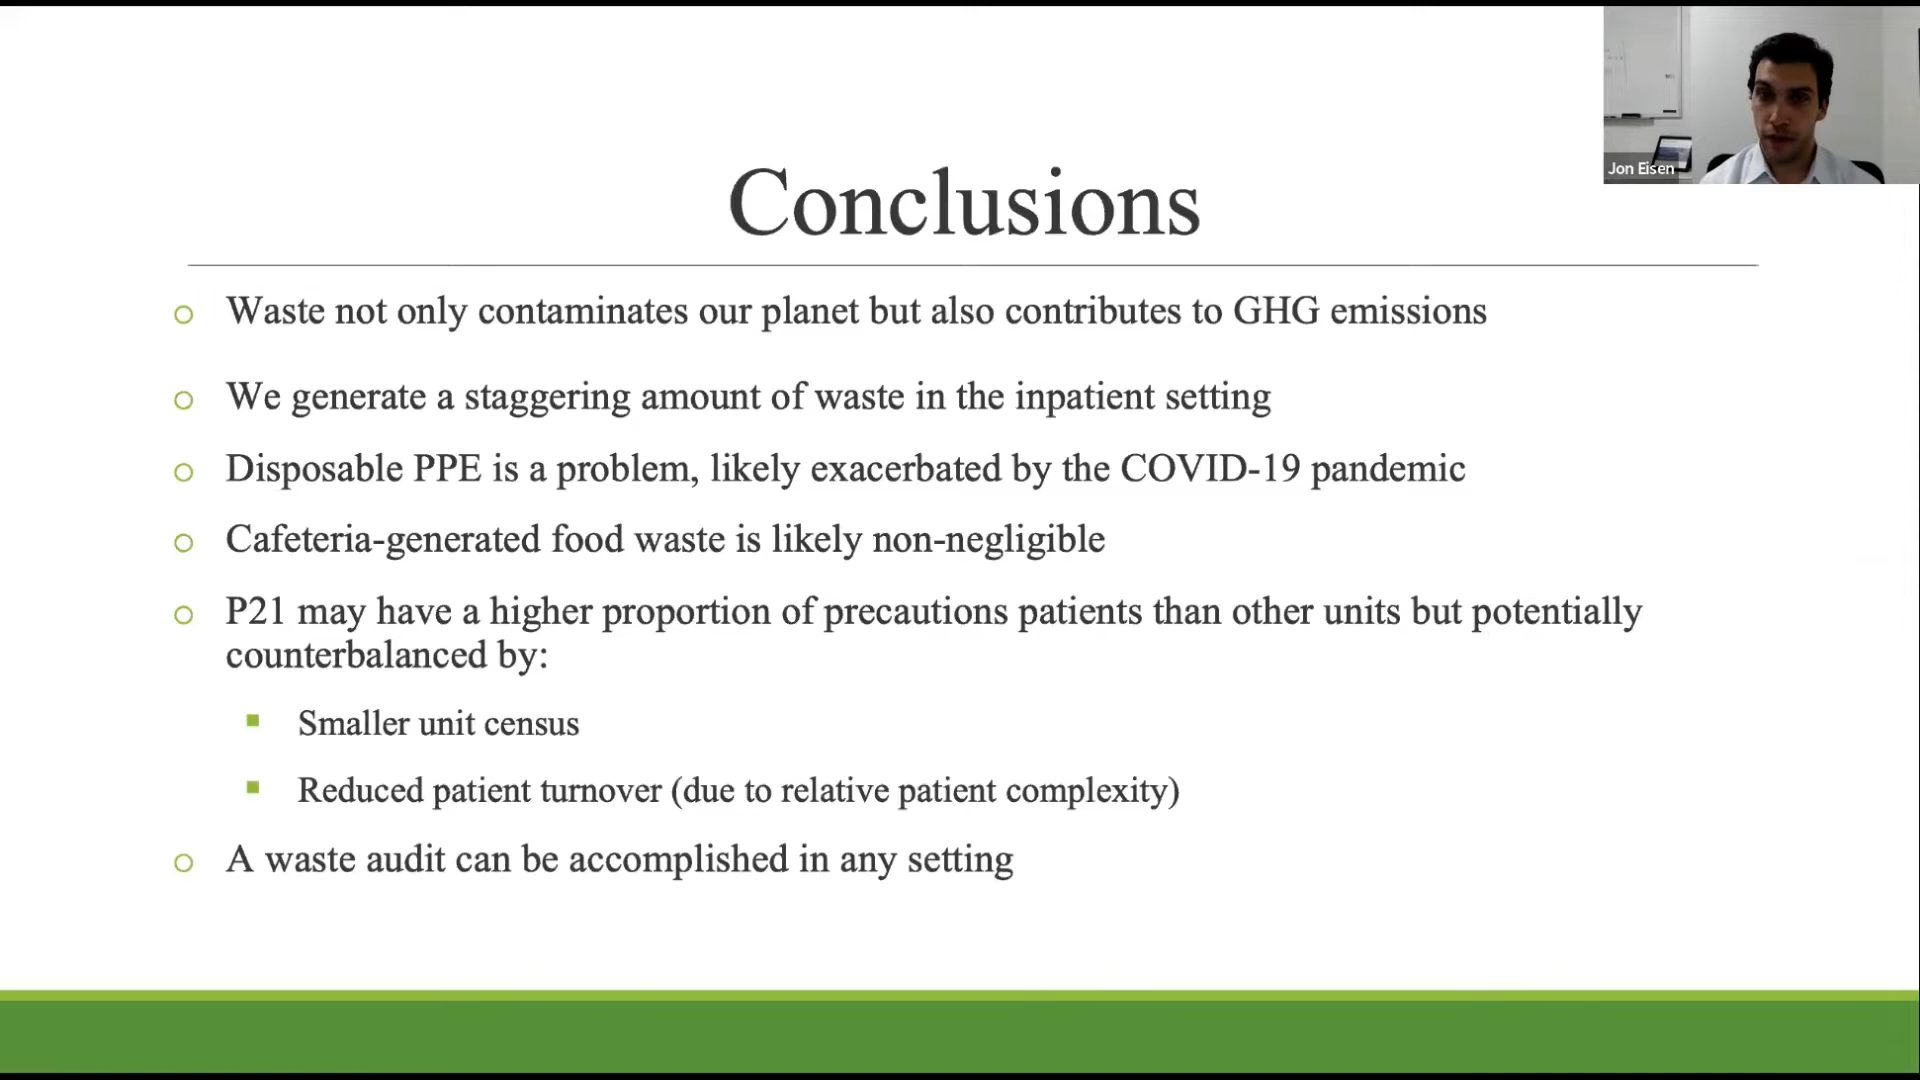 Jon Eisen
Conclusions
Waste not only contaminates our planet but also contributes to GHG emissions
We generate a staggering amount of waste in the inpatient setting
Disposable PPE is a problem, likely exacerbated by the COVID-19 pandemic
Cafeteria-generated food waste is likely non-negligible
P21 may have a higher proportion of precautions patients than other units but potentially
counterbalanced by:
Smaller unit census
Reduced patient turnover (due to relative patient complexity)
A waste audit can be accomplished in any setting